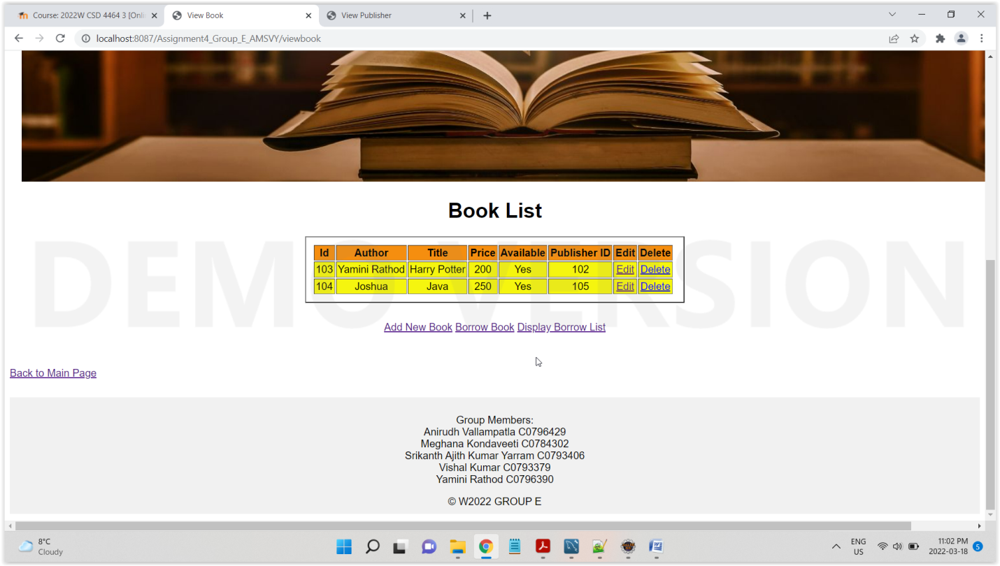 Course: 2022W CSD 4464 3 [Onli
View Book
View Publisher
localhost:8087/Assignment4_Group_E_AMSVY/viewbook
Book List
Id Author Title Price Available Publisher ID Edit Delete
103 Yamini Rathod Harry Potter 200 Yes 102 Edit Delete
104 Joshua Java 250 Yes 105 Edit Delete
DEMO VERSION
Add New Book Borrow Book Display Borrow List
Back to Main Page
Group Members:
Anirudh Vallampatla C0796429
Meghana Kondaveeti C0784302
Srikanth Ajith Kumar Yarram C0793406
Vishal Kumar C0793379
Yamini Rathod C0796390
© W2022 GROUP E
8°C
Cloudy
ENG
US
11:02 PM
2022-03-18
5